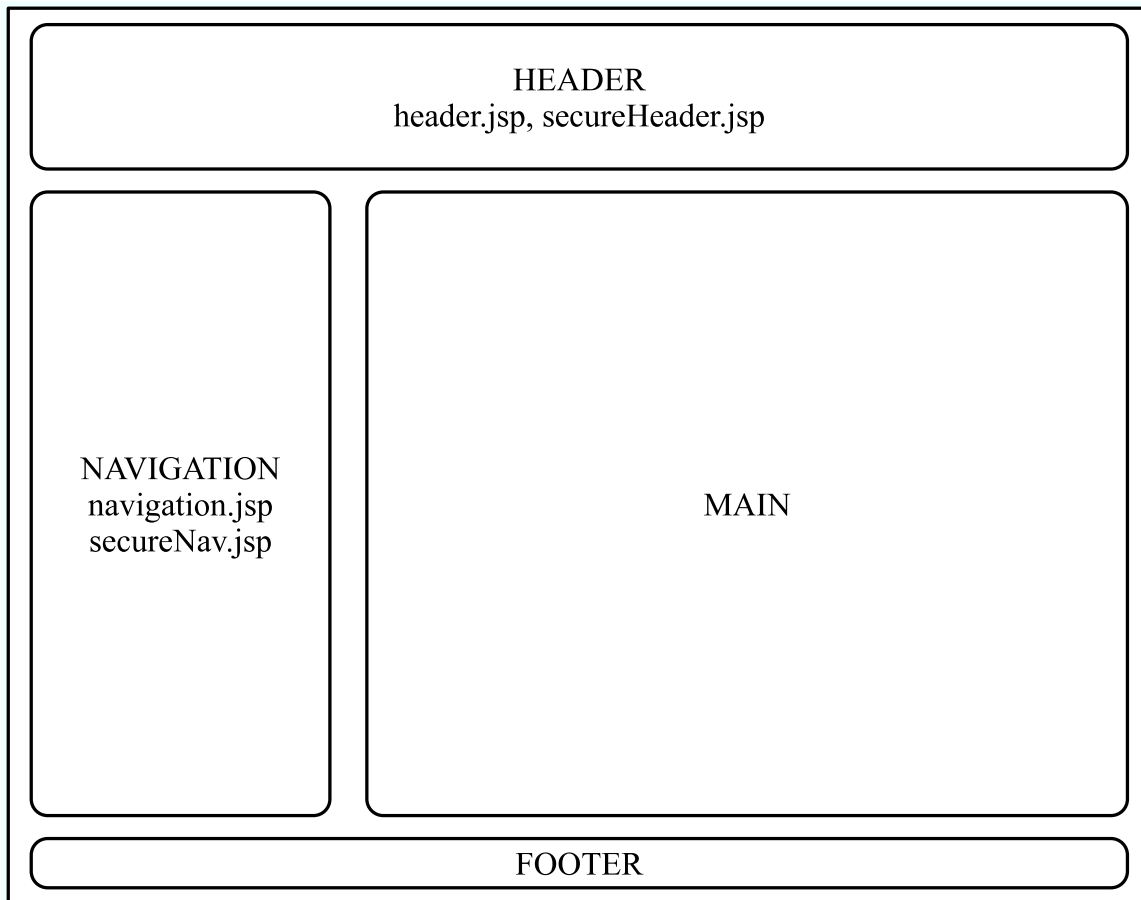 HEADER
header.jsp, secureHeader.jsp
NAVIGATION
navigation.jsp
secureNav.jsp
MAIN
FOOTER